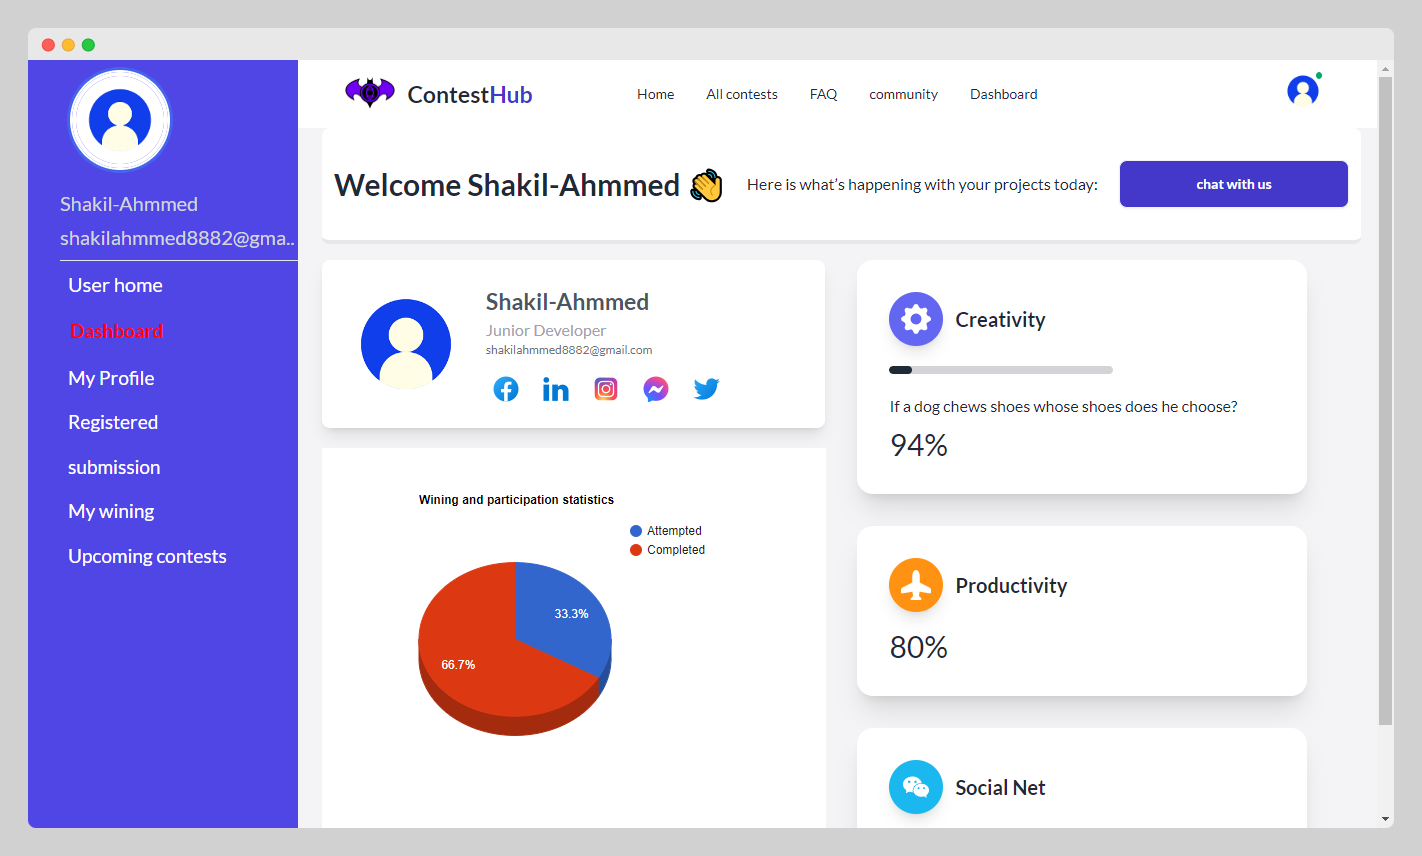 Shakil-Ahmmed
shakilahmmed8882@gma..
User home
Dashboard
My Profile
Registered
submission
My wining
Upcoming contests
ContestHub
Home All contests FAQ community Dashboard
Welcome Shakil-Ahmmed 👋 Here is what’s happening with your projects today: chat with us
Shakil-Ahmmed
Junior Developer
shakilahmmed8882@gmail.com
Wining and participation statistics
Attempted
Completed
33.3%
66.7%
Creativity
If a dog chews shoes whose shoes does he choose?
94%
Productivity
80%
Social Net